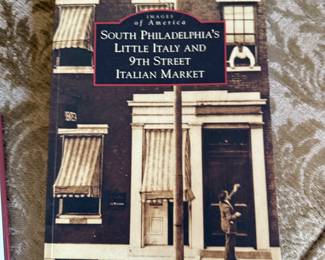 IMAGES
of America
SOUTH PHILADELPHIA'S
LITTLE ITALY AND
9TH STREET
ITALIAN MARKET